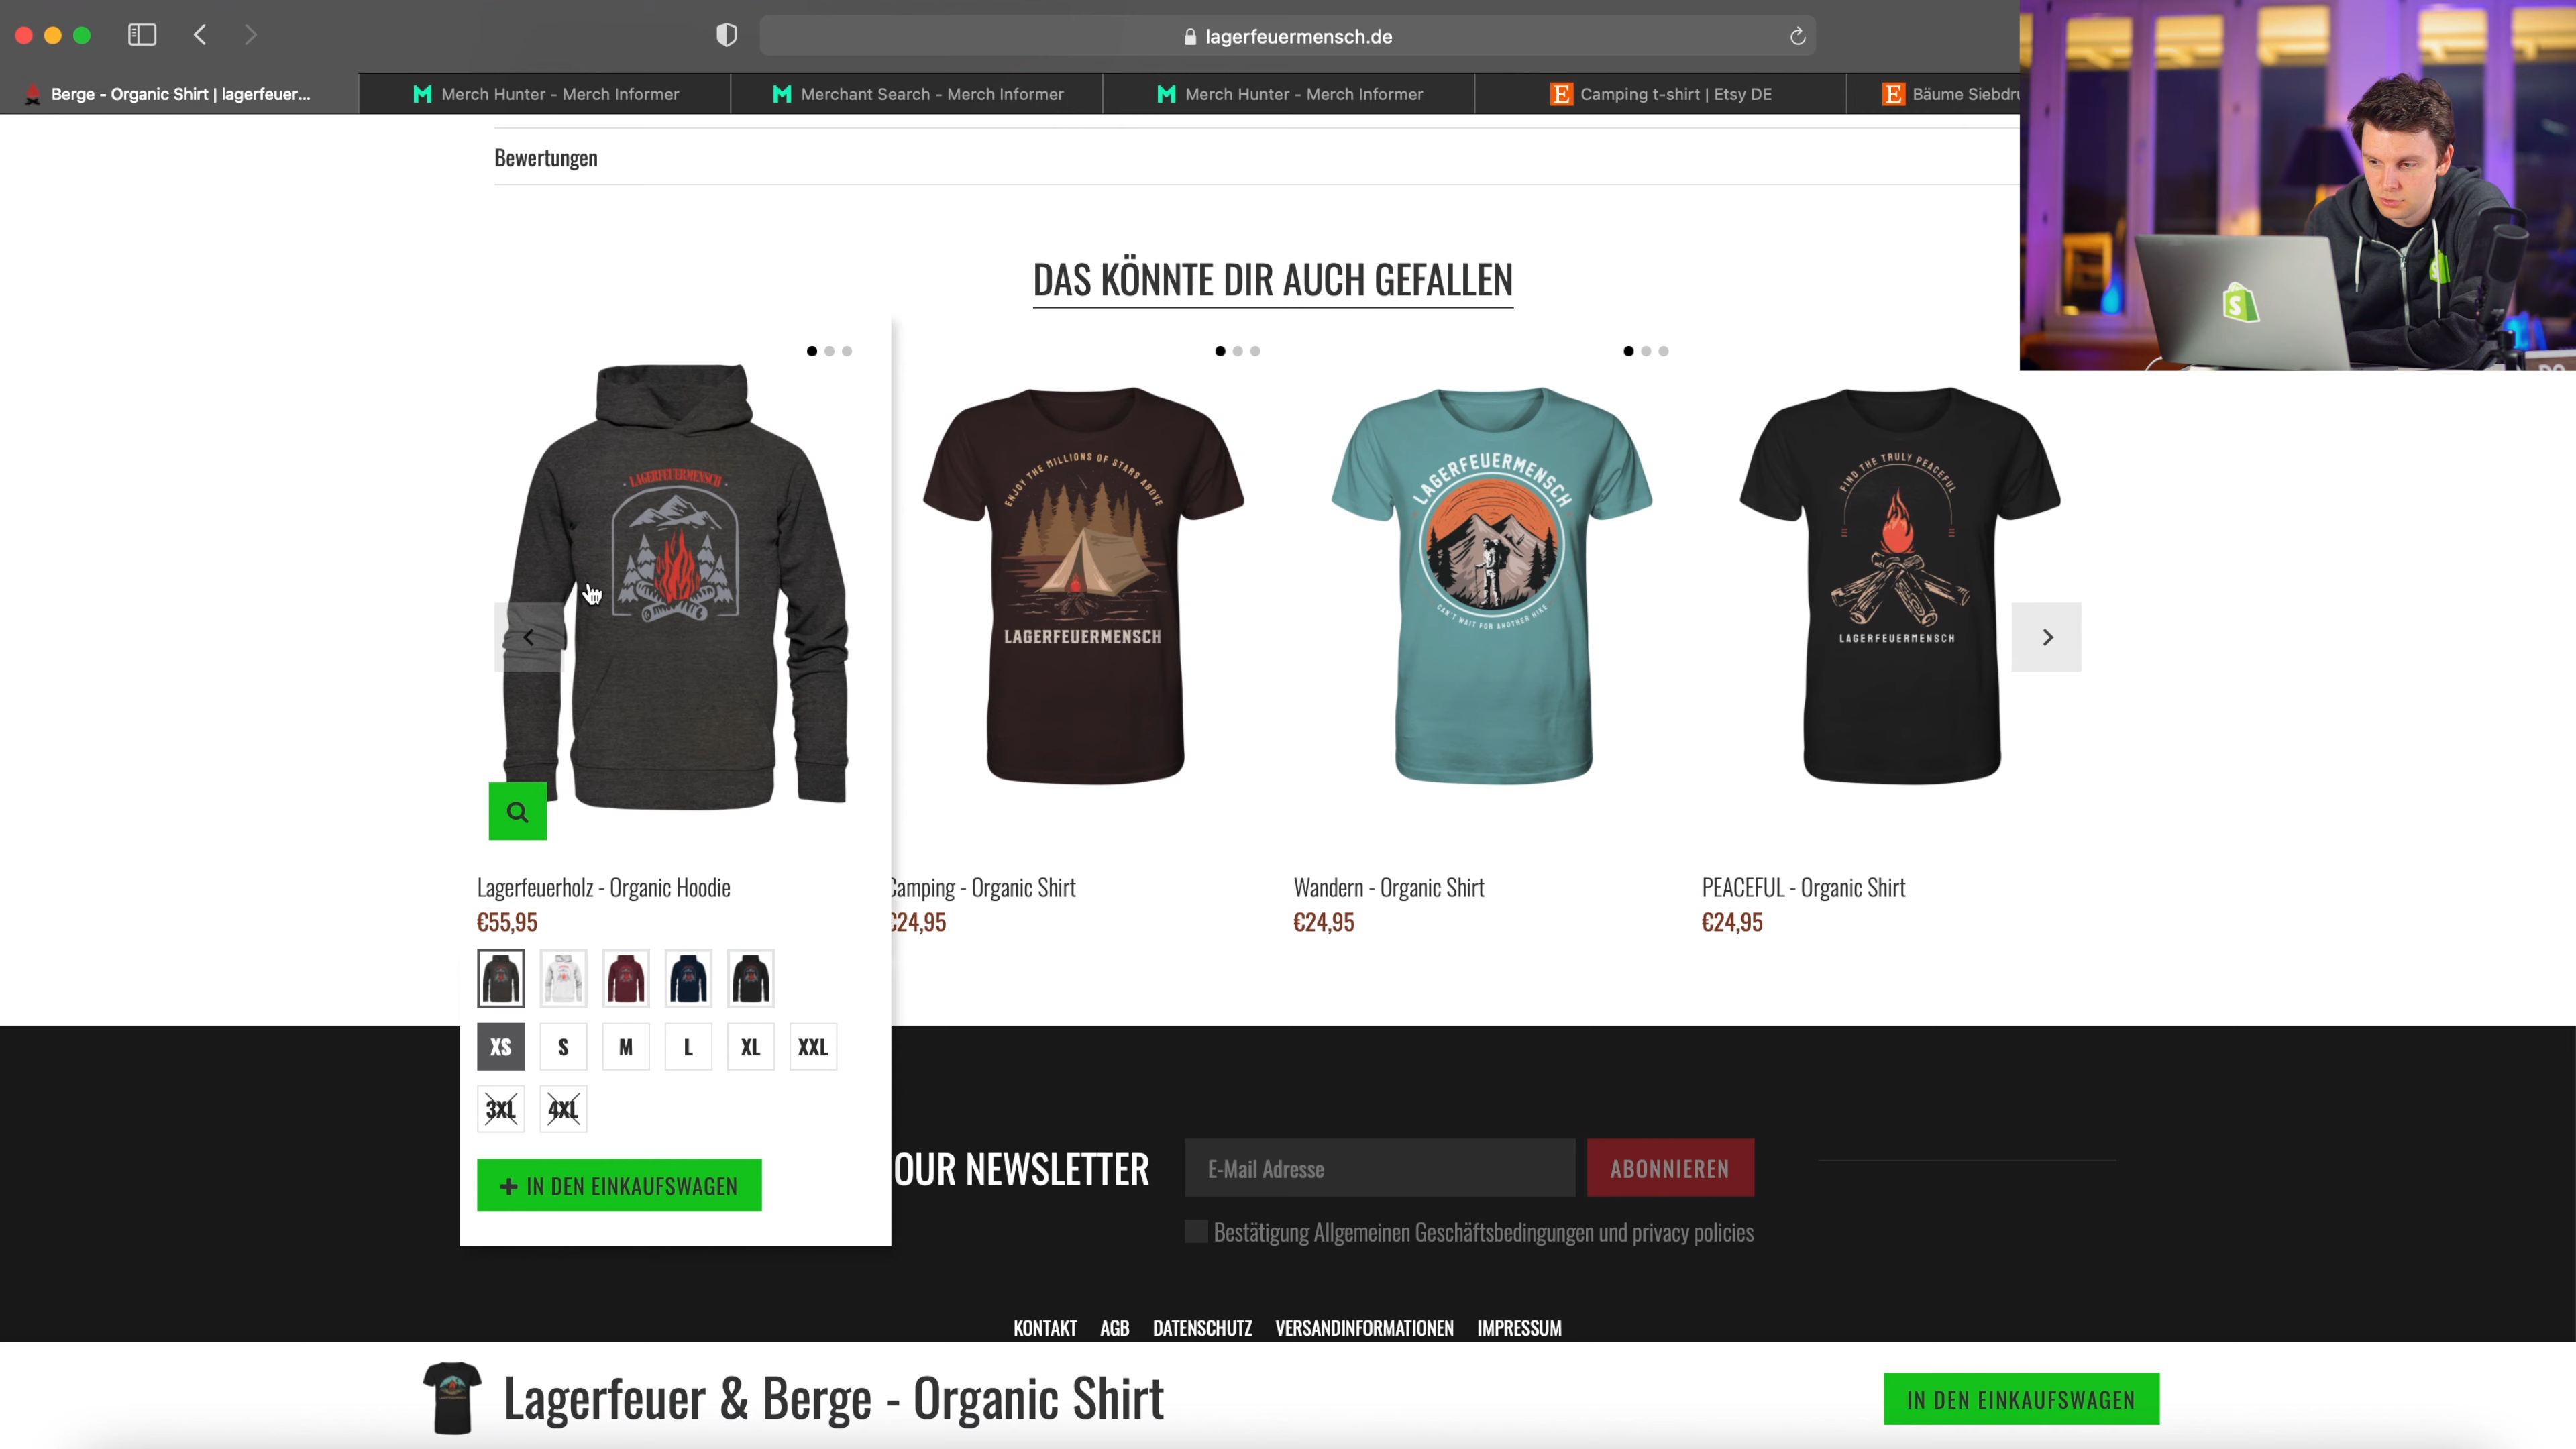 lagerfeuermensch.de
Berge - Organic Shirt | lagerfeuer...
Merch Hunter - Merch Informer
Merchant Search - Merch Informer
Merch Hunter - Merch Informer
Camping t-shirt | Etsy DE
Bäume Siebdru
Bewertungen
DAS KÖNNTE DIR AUCH GEFALLEN
LAGERFEUERMENSCH
ENJOY THE MILLIONS OF STARS ABOVE
LAGERFEUERMENSCH
LAGERFEUERMENSCH
CAN'T WAIT FOR ANOTHER HIKE
FIND THE TRULY PEACEFUL
LAGERFEUERMENSCH
Lagerfeuerholz - Organic Hoodie
€55,95
Camping - Organic Shirt
€24,95
Wandern - Organic Shirt
€24,95
PEACEFUL - Organic Shirt
€24,95
XS S M L XL XXL
3XL 4XL
+ IN DEN EINKAUFSWAGEN
OUR NEWSLETTER
E-Mail Adresse
ABONNIEREN
Bestätigung Allgemeinen Geschäftsbedingungen und privacy policies
KONTAKT AGB DATENSCHUTZ VERSANDINFORMATIONEN IMPRESSUM
Lagerfeuer & Berge - Organic Shirt
IN DEN EINKAUFSWAGEN